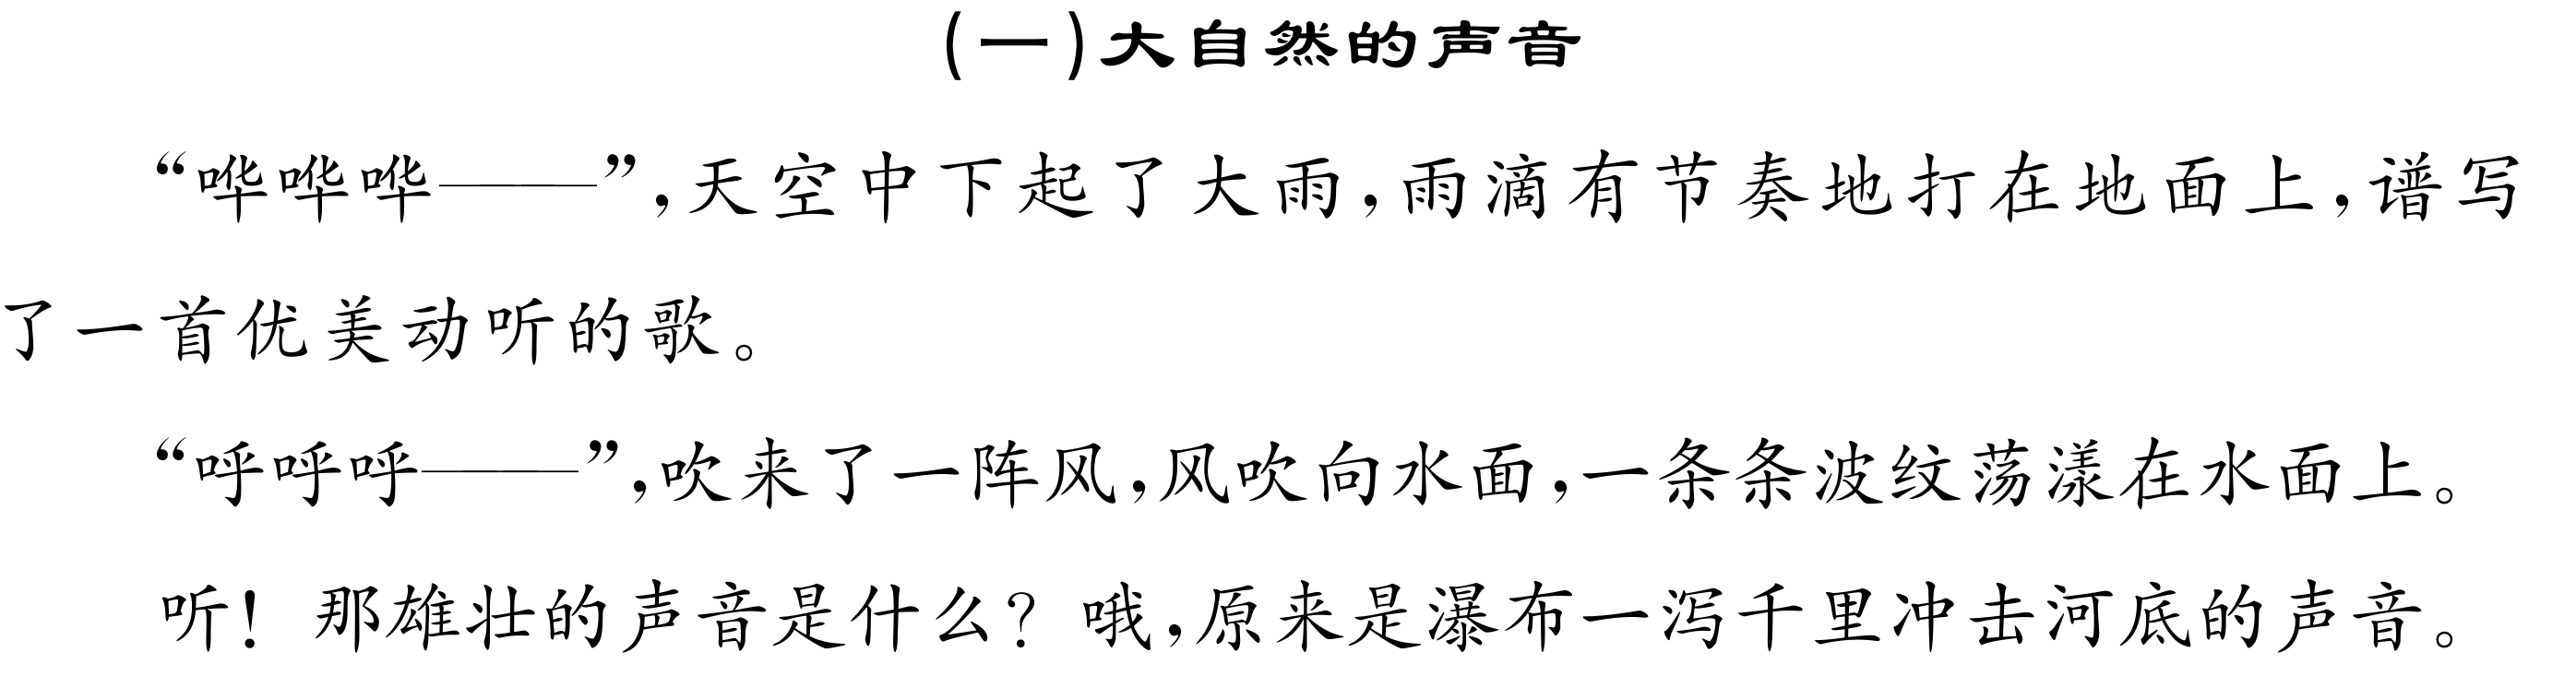 (一)大自然的声音
“哗哗哗——”,天空中下起了大雨,雨滴有节奏地打在地面上,谱写
了一首优美动听的歌。
“呼呼呼——”,吹来了一阵风,风吹向水面,一条条波纹荡漾在水面上。
听!那雄壮的声音是什么?哦,原来是瀑布一泻千里冲击河底的声音。